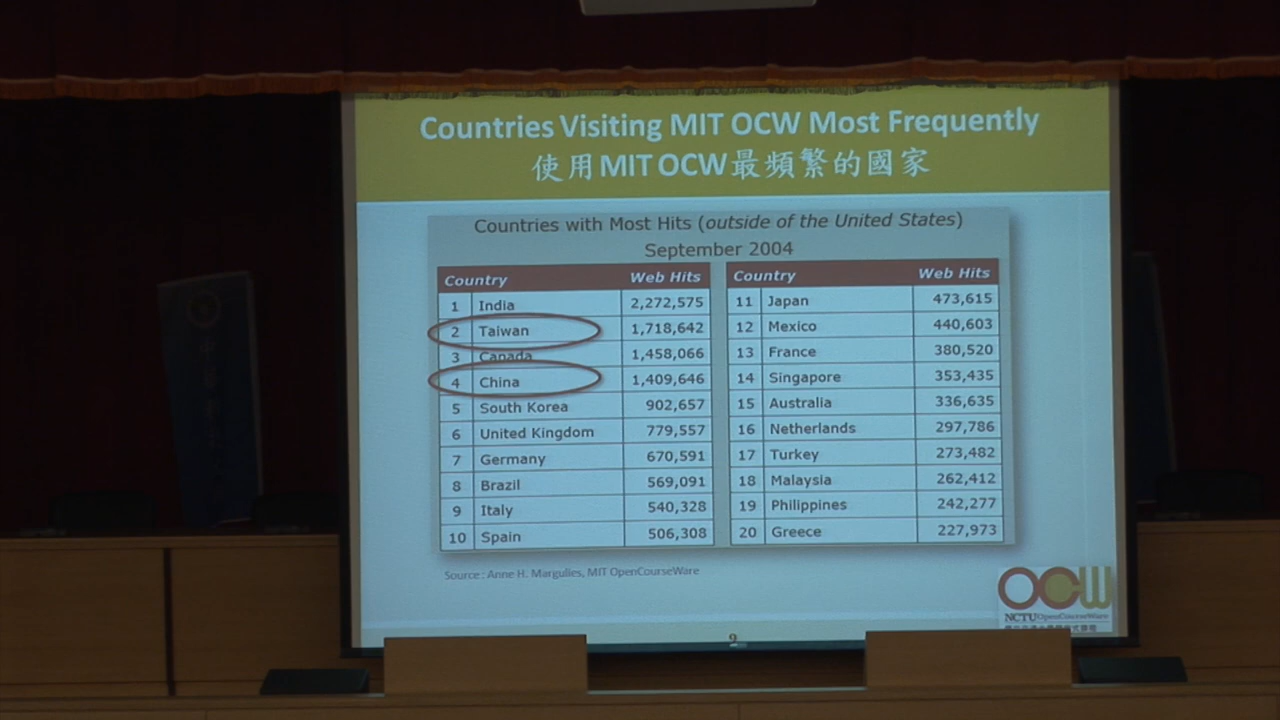 Countries Visiting MIT OCW Most Frequently
使用MIT OCW最頻繁的國家
Countries with Most Hits (outside of the United States)
September 2004
Country Web Hits
1 India 2,272,575
2 Taiwan 1,718,642
3 Canada 1,458,066
4 China 1,409,646
5 South Korea 902,657
6 United Kingdom 779,557
7 Germany 670,591
8 Brazil 569,091
9 Italy 540,328
10 Spain 506,308
Country Web Hits
11 Japan 473,615
12 Mexico 440,603
13 France 380,520
14 Singapore 353,435
15 Australia 336,635
16 Netherlands 297,786
17 Turkey 273,482
18 Malaysia 262,412
19 Philippines 242,277
20 Greece 227,973
Source : Anne H. Margulies, MIT OpenCourseWare
OCW
NCTU OpenCourseWare
9